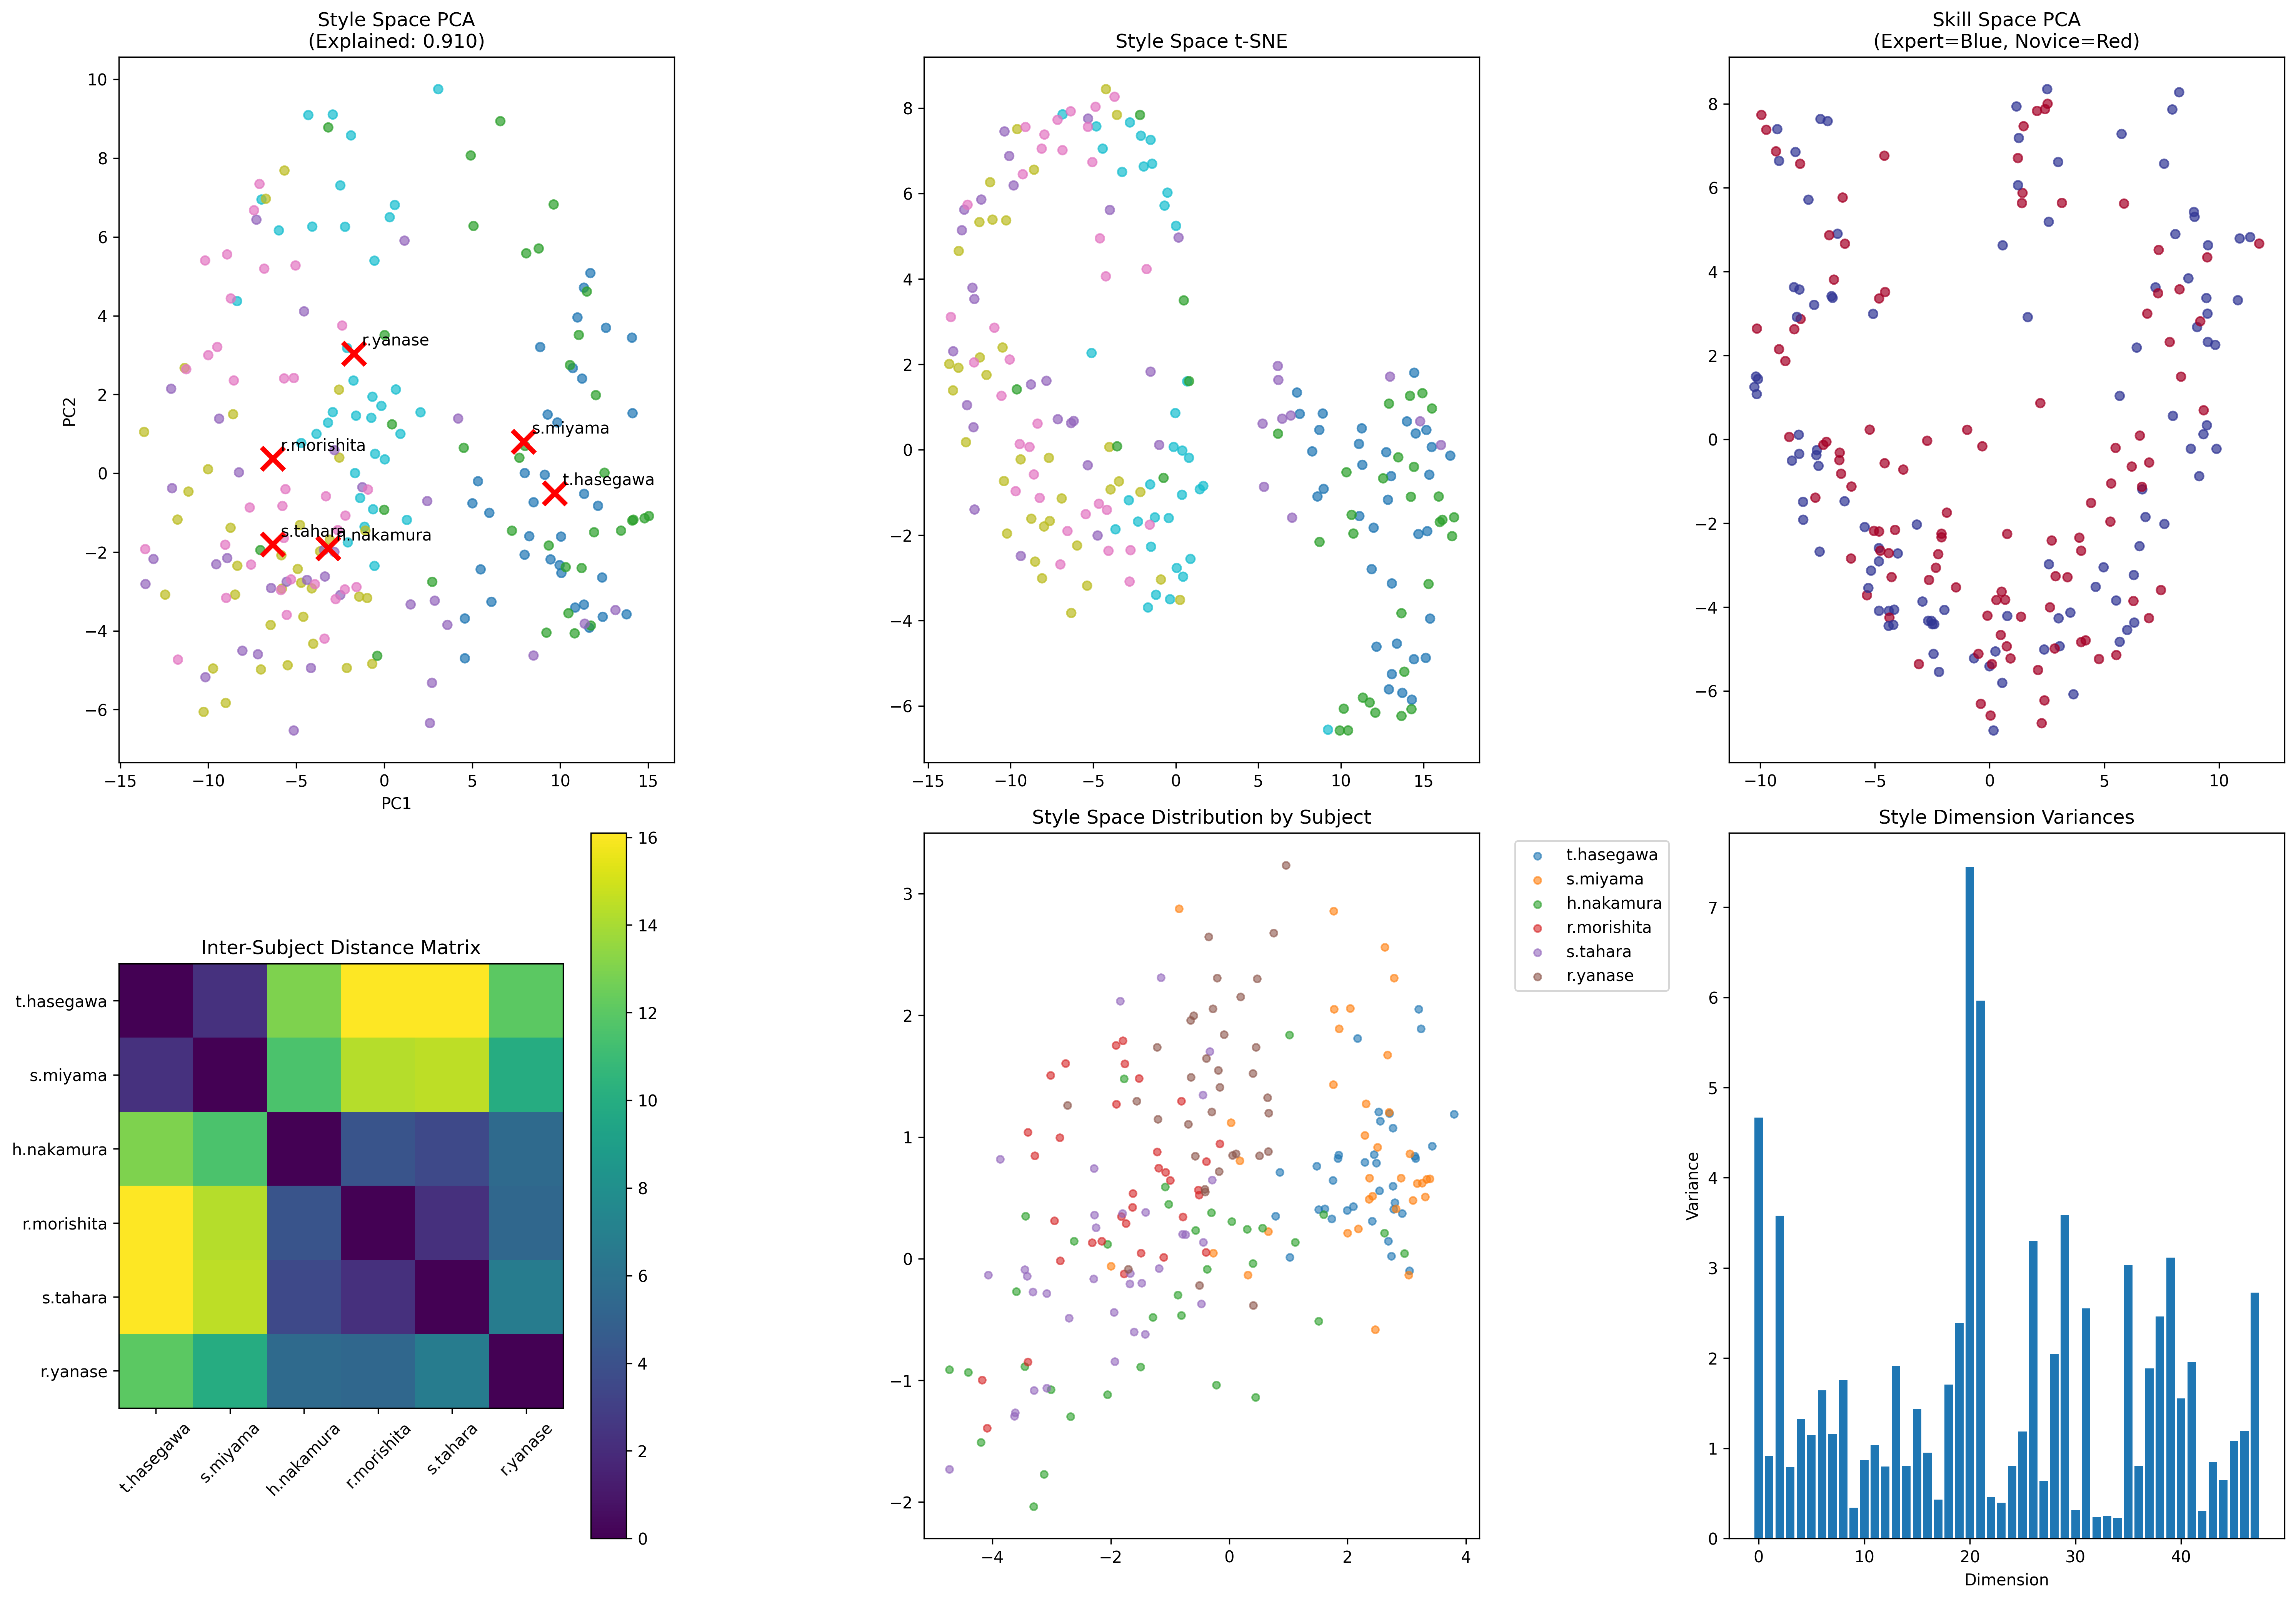 Style Space PCA
(Explained: 0.910)
10
8
6
4
2
0
−2
−4
−6
PC2
r.yanase
s.miyama
r.morishita
t.hasegawa
s.tahara
h.nakamura
−15
−10
−5
0
5
10
15
PC1
Style Space t-SNE
8
6
4
2
0
−2
−4
−6
−15
−10
−5
0
5
10
15
Skill Space PCA
(Expert=Blue, Novice=Red)
8
6
4
2
0
−2
−4
−6
−10
−5
0
5
10
Inter-Subject Distance Matrix
t.hasegawa
s.miyama
h.nakamura
r.morishita
s.tahara
r.yanase
t.hasegawa
s.miyama
h.nakamura
r.morishita
s.tahara
r.yanase
16
14
12
10
8
6
4
2
0
Style Space Distribution by Subject
3
2
1
0
−1
−2
−4
−2
0
2
4
t.hasegawa
s.miyama
h.nakamura
r.morishita
s.tahara
r.yanase
Style Dimension Variances
Variance
7
6
5
4
3
2
1
0
0
10
20
30
40
Dimension